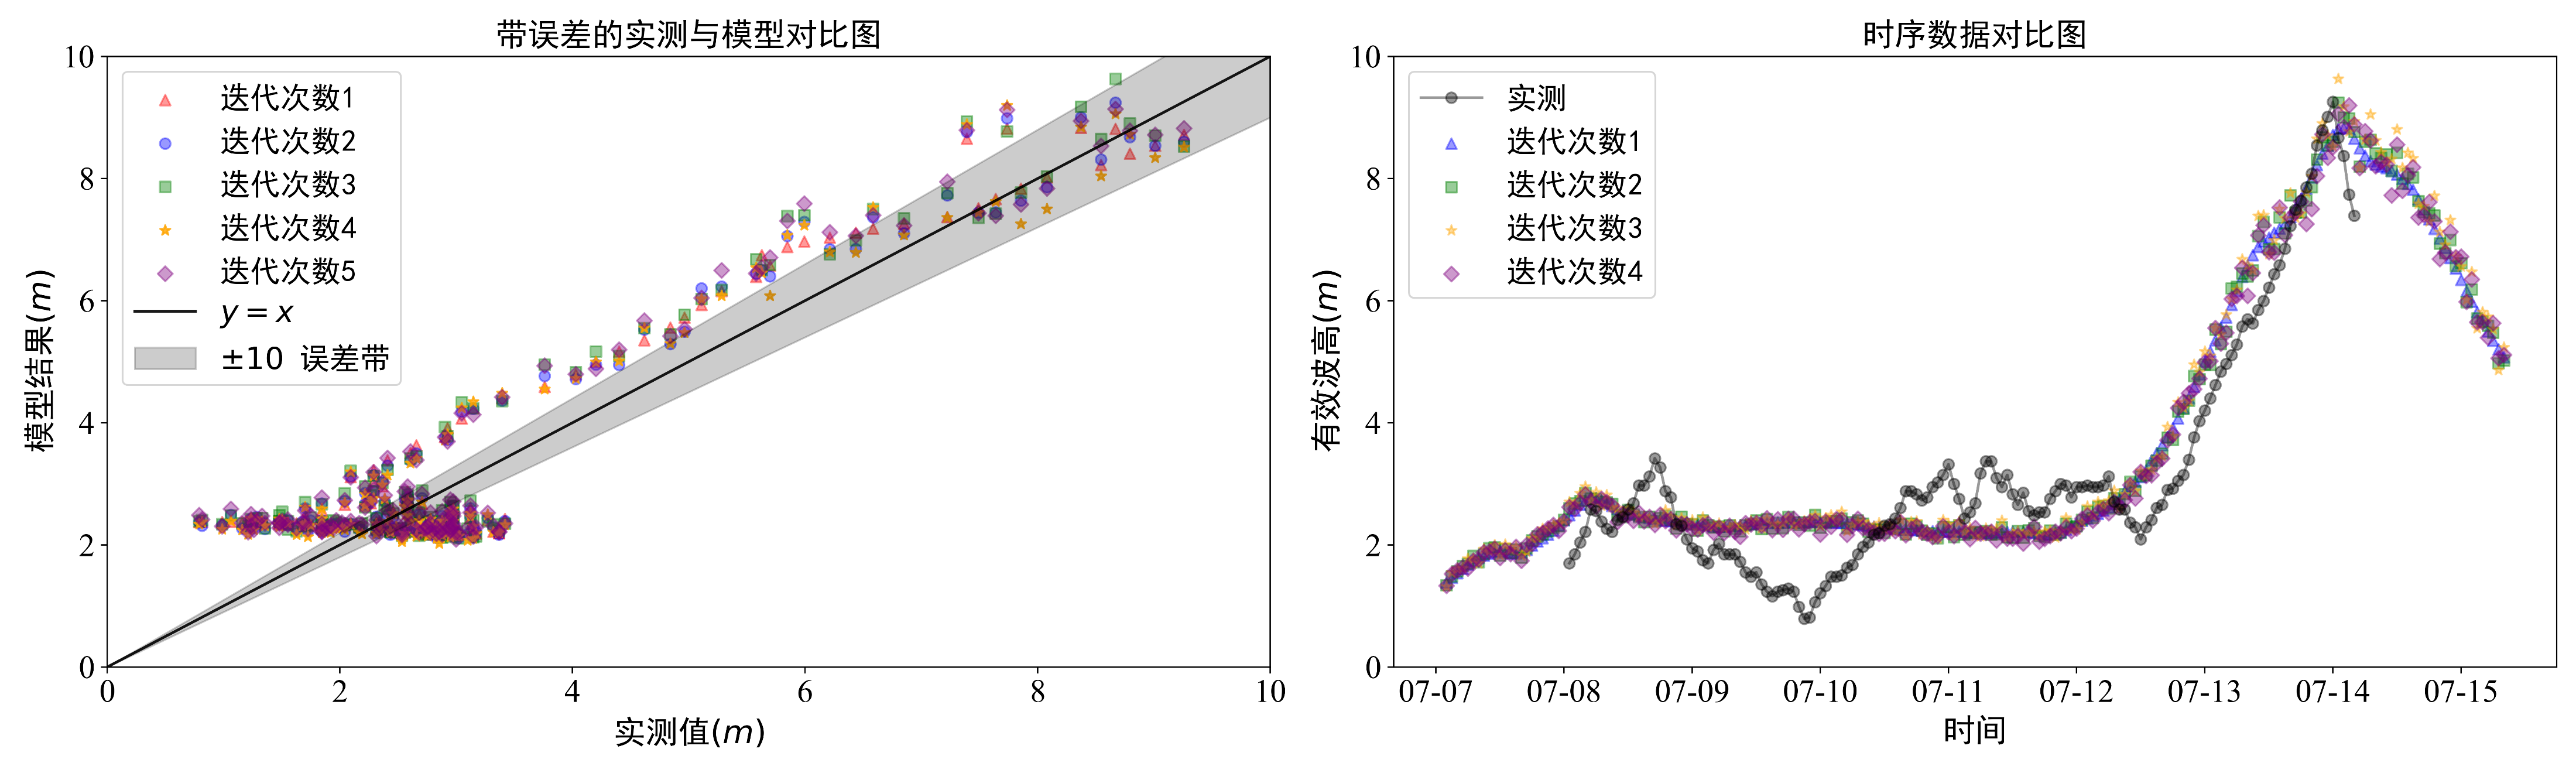 带误差的实测与模型对比图
迭代次数1
迭代次数2
迭代次数3
迭代次数4
迭代次数5
y = x
±10 误差带
模型结果(m)
10
8
6
4
2
0
0 2 4 6 8 10
实测值(m)
时序数据对比图
实测
迭代次数1
迭代次数2
迭代次数3
迭代次数4
有效波高(m)
10
8
6
4
2
0
07-07 07-08 07-09 07-10 07-11 07-12 07-13 07-14 07-15
时间